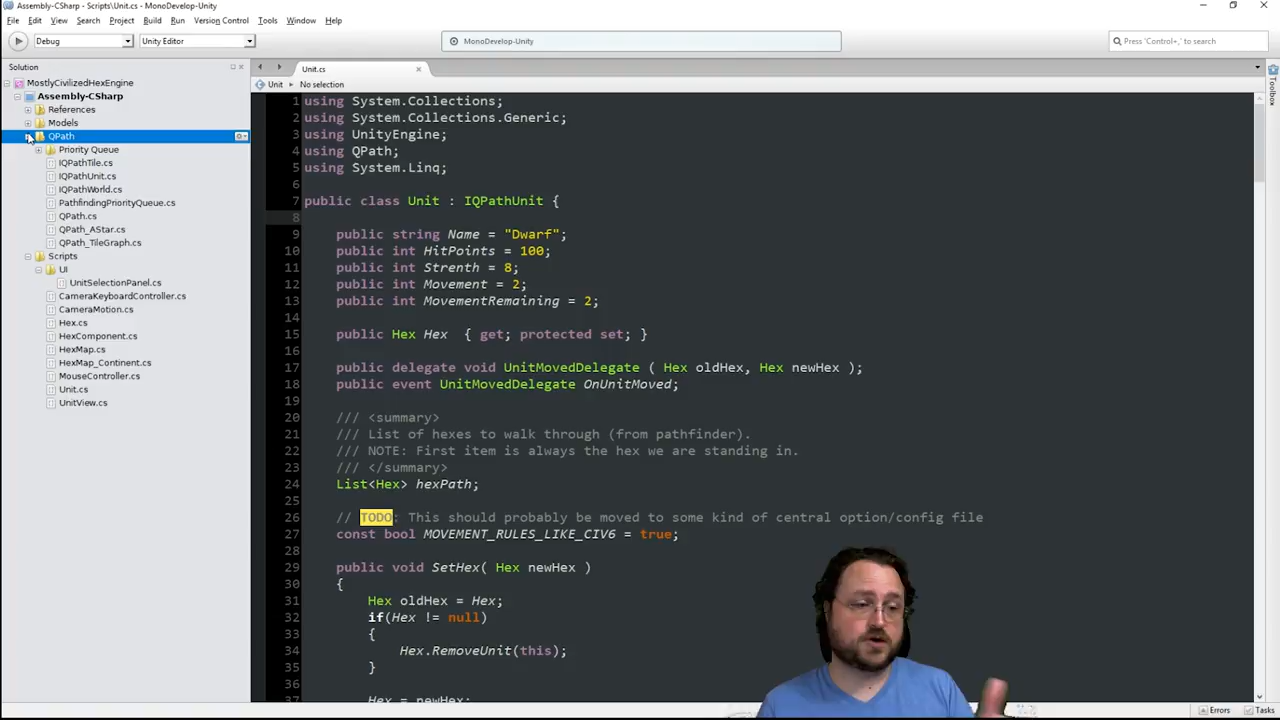 Assembly-CSharp - Scripts\Unit.cs - MonoDevelop-Unity
File Edit View Search Project Build Run Version Control Tools Window Help
Debug Unity Editor MonoDevelop-Unity Press 'Control+,' to search
Solution
MostlyCivilizedHexEngine
Assembly-CSharp
References
Models
QPath
Priority Queue
IQPathTile.cs
IQPathUnit.cs
IQPathWorld.cs
PathfindingPriorityQueue.cs
QPath.cs
QPath_AStar.cs
QPath_TileGraph.cs
Scripts
UI
UnitSelectionPanel.cs
CameraKeyboardController.cs
CameraMotion.cs
Hex.cs
HexComponent.cs
HexMap.cs
HexMap_Continent.cs
MouseController.cs
Unit.cs
UnitView.cs
Unit.cs
Unit No selection
1 using System.Collections;
2 using System.Collections.Generic;
3 using UnityEngine;
4 using QPath;
5 using System.Linq;
6
7 public class Unit : IQPathUnit {
8
9 public string Name = "Dwarf";
10 public int HitPoints = 100;
11 public int Strenth = 8;
12 public int Movement = 2;
13 public int MovementRemaining = 2;
14
15 public Hex Hex { get; protected set; }
16
17 public delegate void UnitMovedDelegate ( Hex oldHex, Hex newHex );
18 public event UnitMovedDelegate OnUnitMoved;
19
20 /// <summary>
21 /// List of hexes to walk through (from pathfinder).
22 /// NOTE: First item is always the hex we are standing in.
23 /// </summary>
24 List<Hex> hexPath;
25
26 // TODO: This should probably be moved to some kind of central option/config file
27 const bool MOVEMENT_RULES_LIKE_CIV6 = true;
28
29 public void SetHex( Hex newHex )
30 {
31 Hex oldHex = Hex;
32 if(Hex != null)
33 {
34 Hex.RemoveUnit(this);
35 }
36
37 Hex = newHex;
Toolbox
Errors Tasks